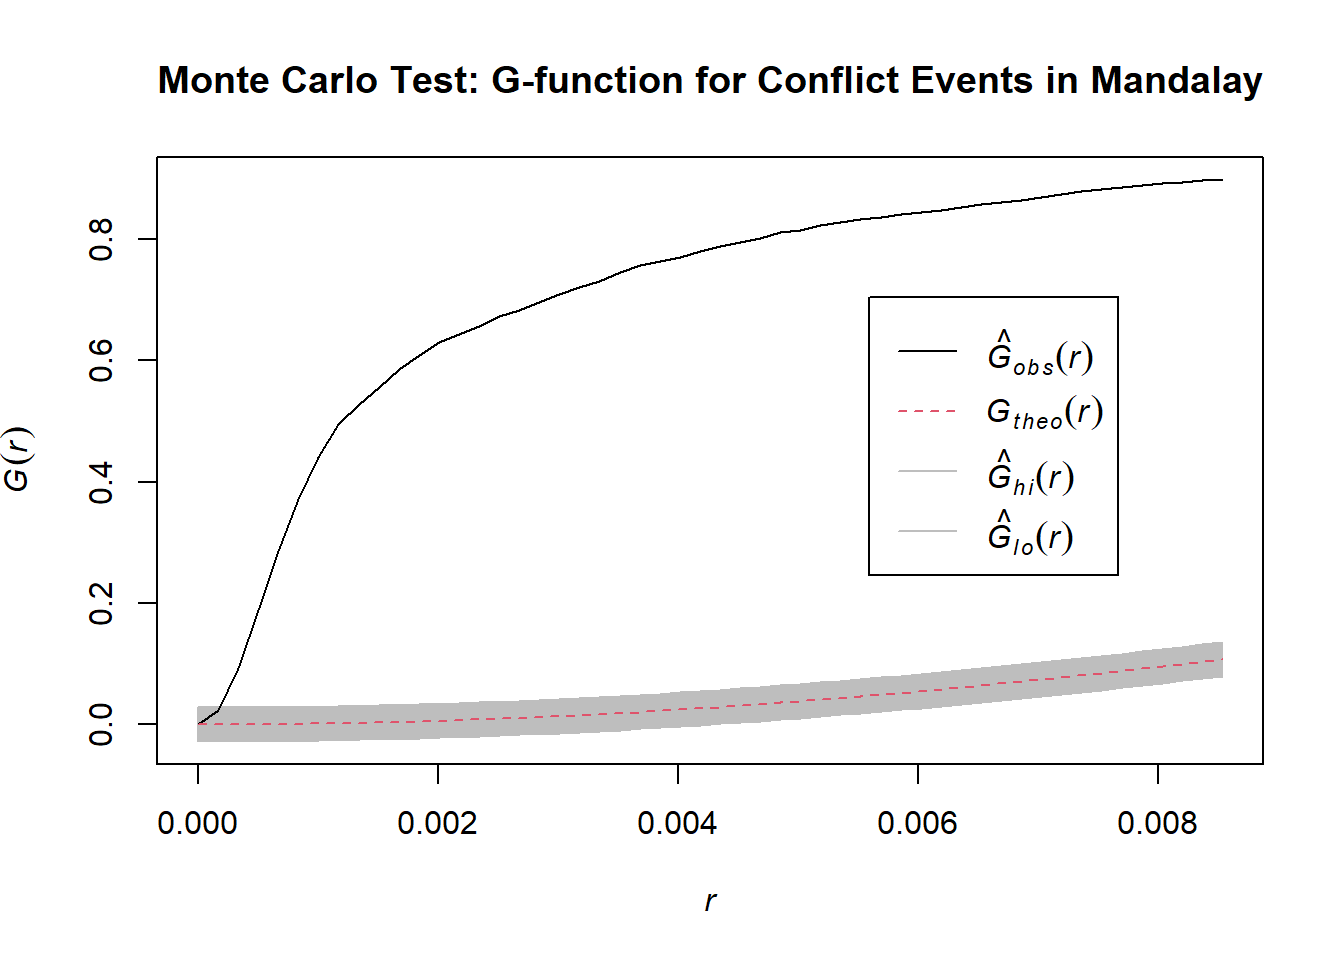 Monte Carlo Test: G-function for Conflict Events in Mandalay
G(r)
0.8
0.6
0.4
0.2
0.0
Ĝobs(r)
Gtheo(r)
Ĝhi(r)
Ĝlo(r)
0.000 0.002 0.004 0.006 0.008
r